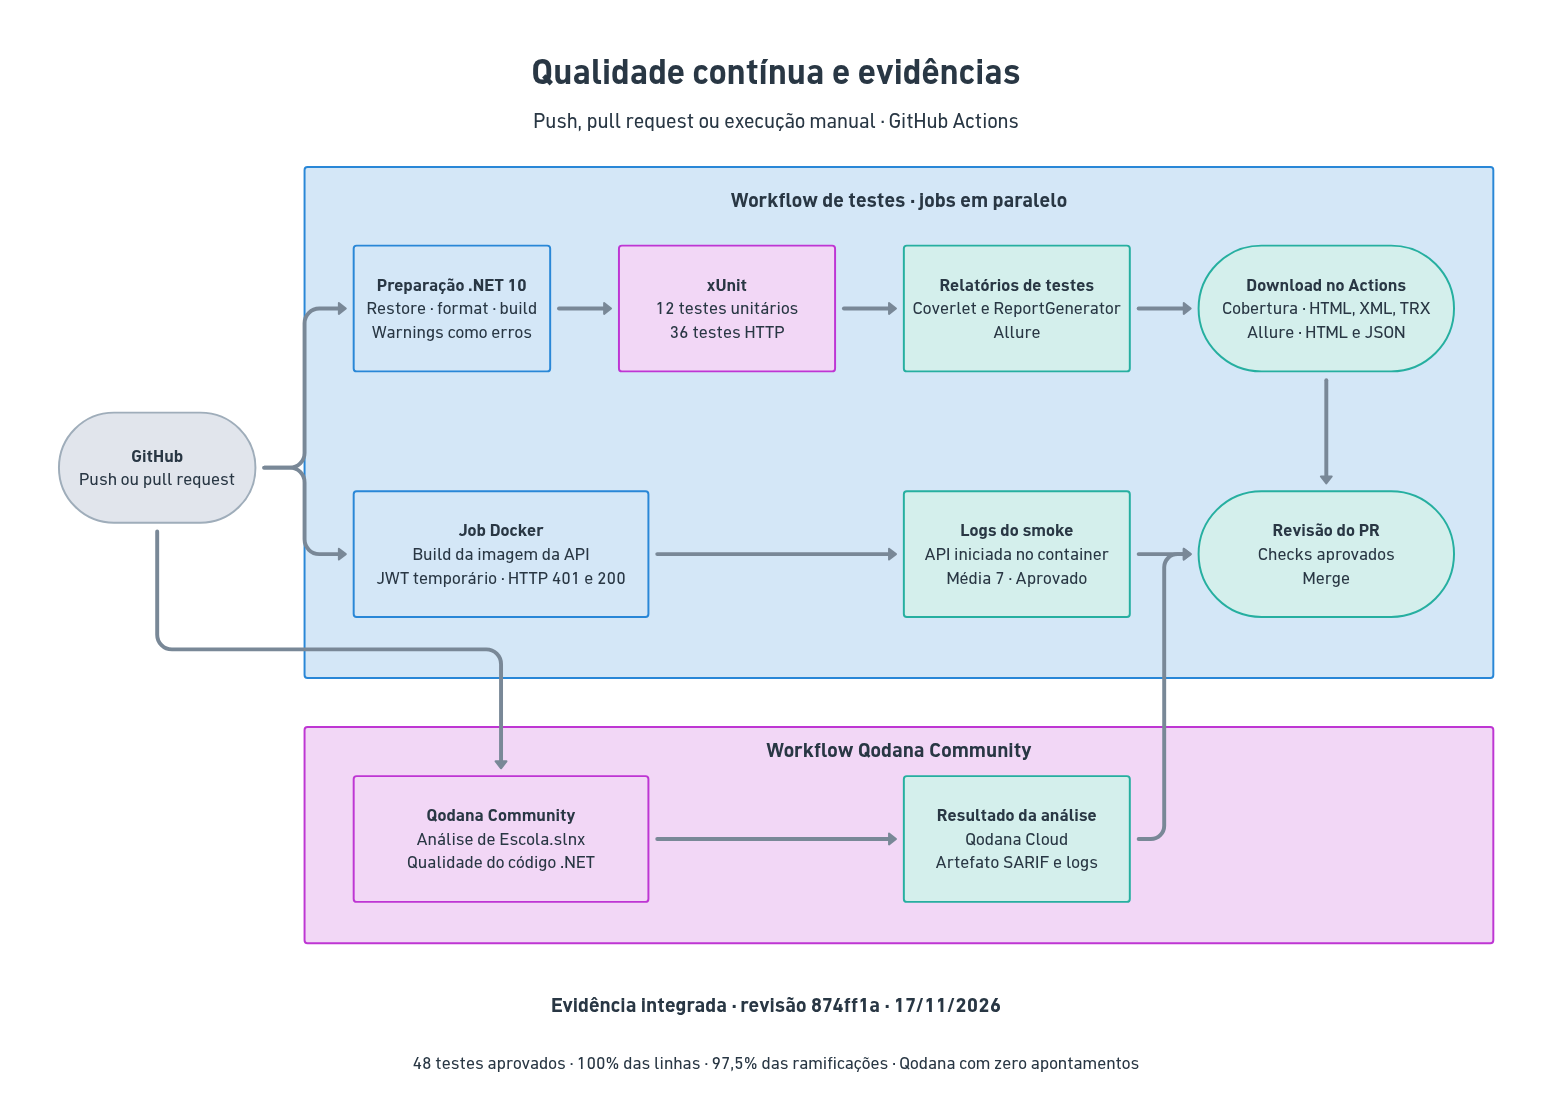 Qualidade contínua e evidências
Push, pull request ou execução manual · GitHub Actions
Workflow de testes · jobs em paralelo
Preparação .NET 10
Restore · format · build
Warnings como erros
xUnit
12 testes unitários
36 testes HTTP
Relatórios de testes
Coverlet e ReportGenerator
Allure
Download no Actions
Cobertura · HTML, XML, TRX
Allure · HTML e JSON
GitHub
Push ou pull request
Job Docker
Build da imagem da API
JWT temporário · HTTP 401 e 200
Logs do smoke
API iniciada no container
Média 7 · Aprovado
Revisão do PR
Checks aprovados
Merge
Workflow Qodana Community
Qodana Community
Análise de Escola.slnx
Qualidade do código .NET
Resultado da análise
Qodana Cloud
Artefato SARIF e logs
Evidência integrada · revisão 874ff1a · 17/11/2026
48 testes aprovados · 100% das linhas · 97,5% das ramificações · Qodana com zero apontamentos